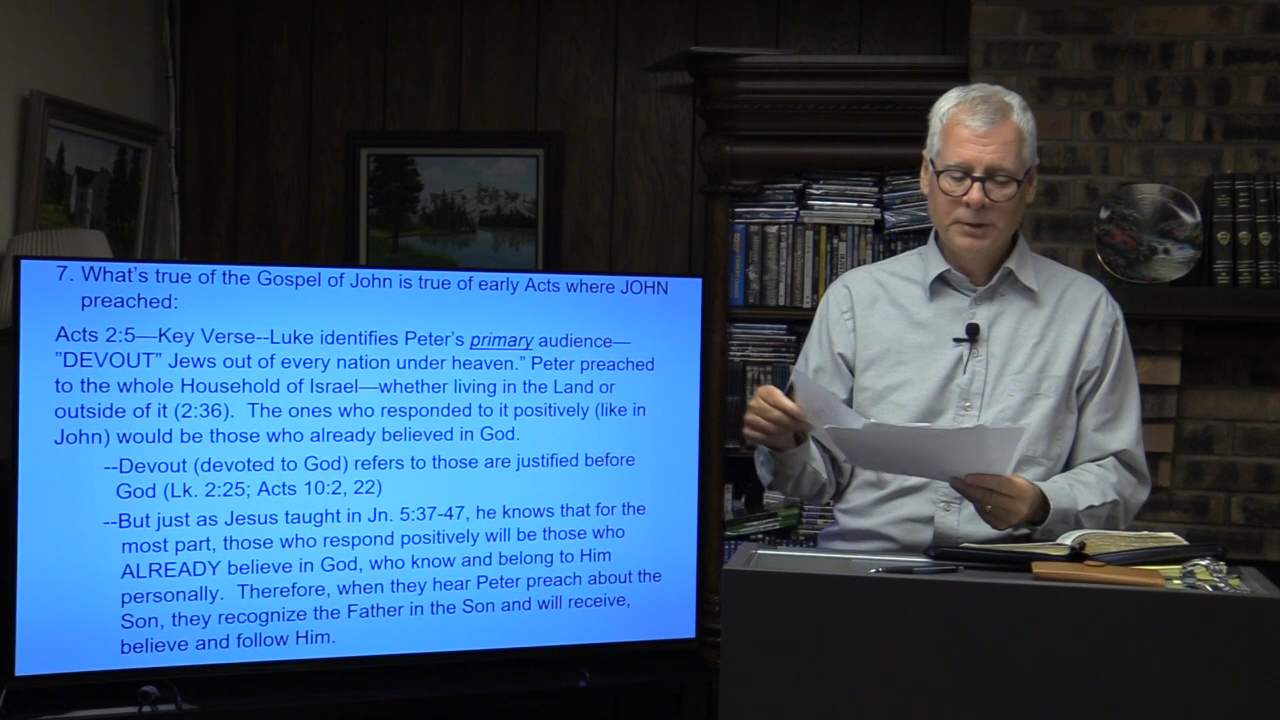 7. What's true of the Gospel of John is true of early Acts where JOHN
preached:
Acts 2:5—Key Verse--Luke identifies Peter's primary audience—
"DEVOUT" Jews out of every nation under heaven." Peter preached
to the whole Household of Israel—whether living in the Land or
outside of it (2:36). The ones who responded to it positively (like in
John) would be those who already believed in God.
--Devout (devoted to God) refers to those are justified before
God (Lk. 2:25; Acts 10:2, 22)
--But just as Jesus taught in Jn. 5:37-47, he knows that for the
most part, those who respond positively will be those who
ALREADY believe in God, who know and belong to Him
personally. Therefore, when they hear Peter preach about the
Son, they recognize the Father in the Son and will receive,
believe and follow Him.